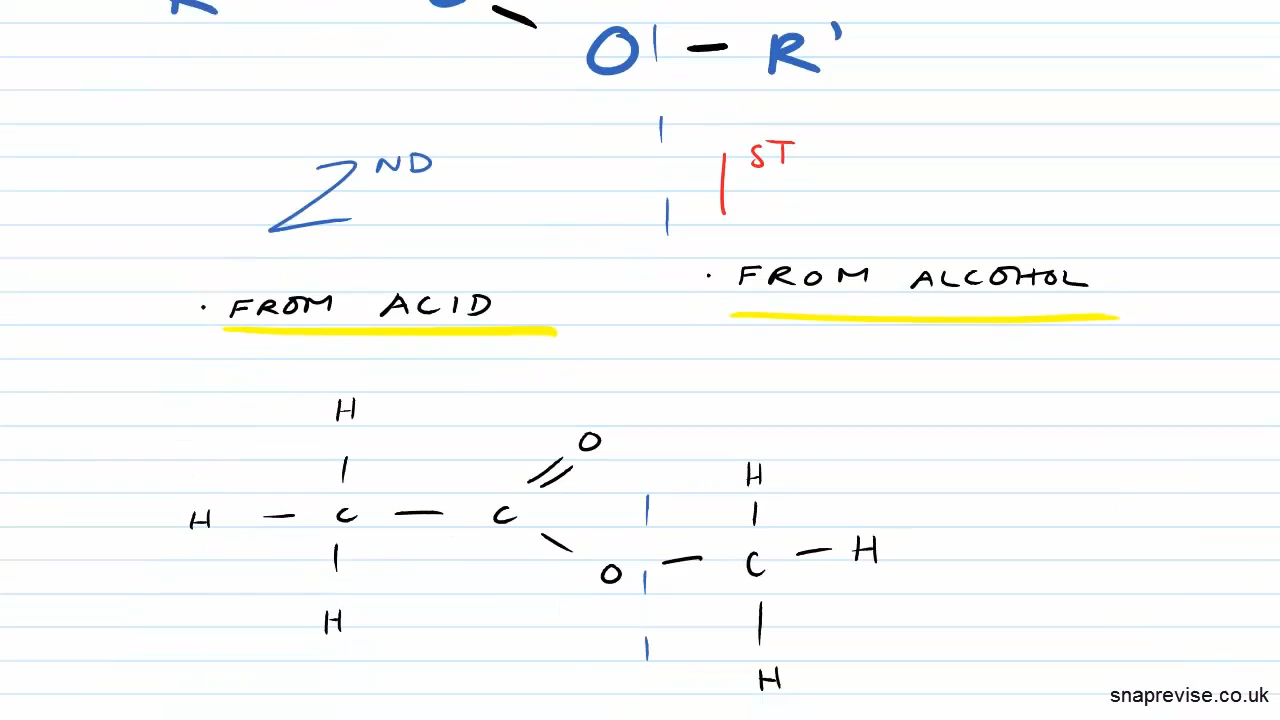 O - R'
2ND
1ST
· FROM ACID
· FROM ALCOHOL
H
O
H
H - C - C
O - C - H
H
H
snaprevise.co.uk